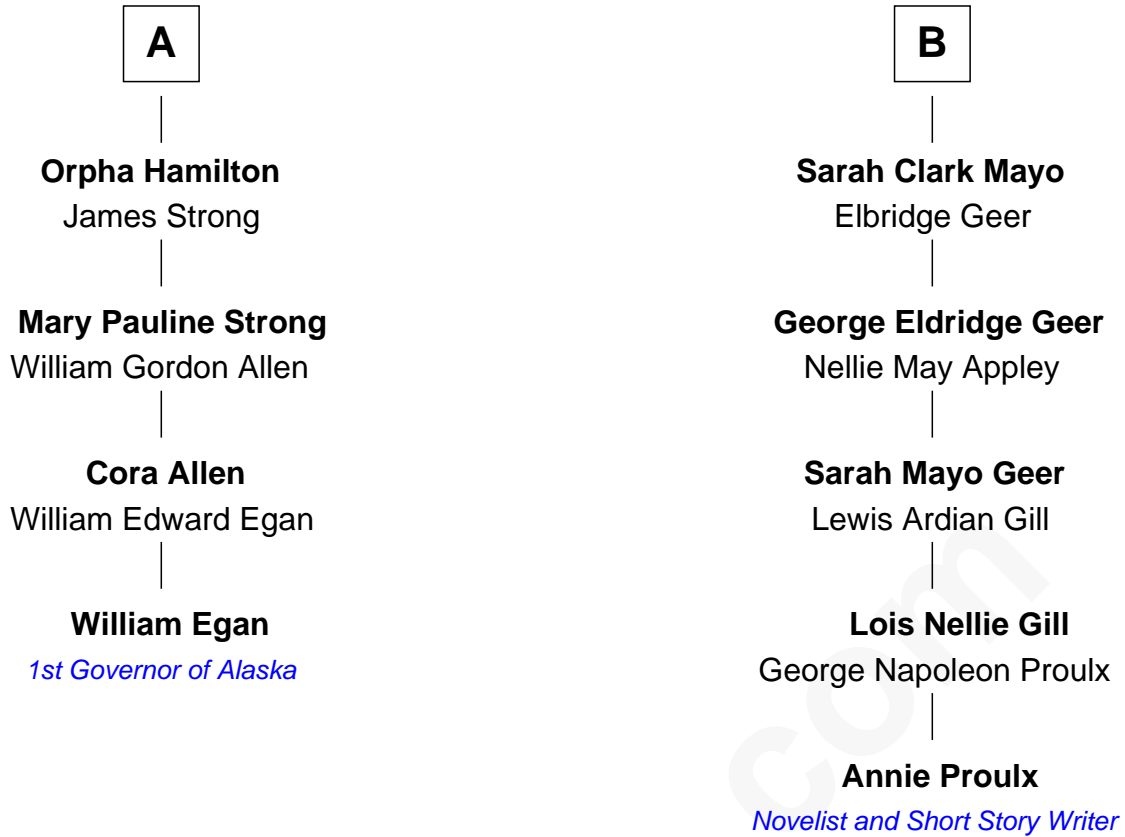 A
Orpha Hamilton
James Strong
Mary Pauline Strong
William Gordon Allen
Cora Allen
William Edward Egan
William Egan
1st Governor of Alaska
B
Sarah Clark Mayo
Elbridge Geer
George Eldridge Geer
Nellie May Appley
Sarah Mayo Geer
Lewis Ardian Gill
Lois Nellie Gill
George Napoleon Proulx
Annie Proulx
Novelist and Short Story Writer
com